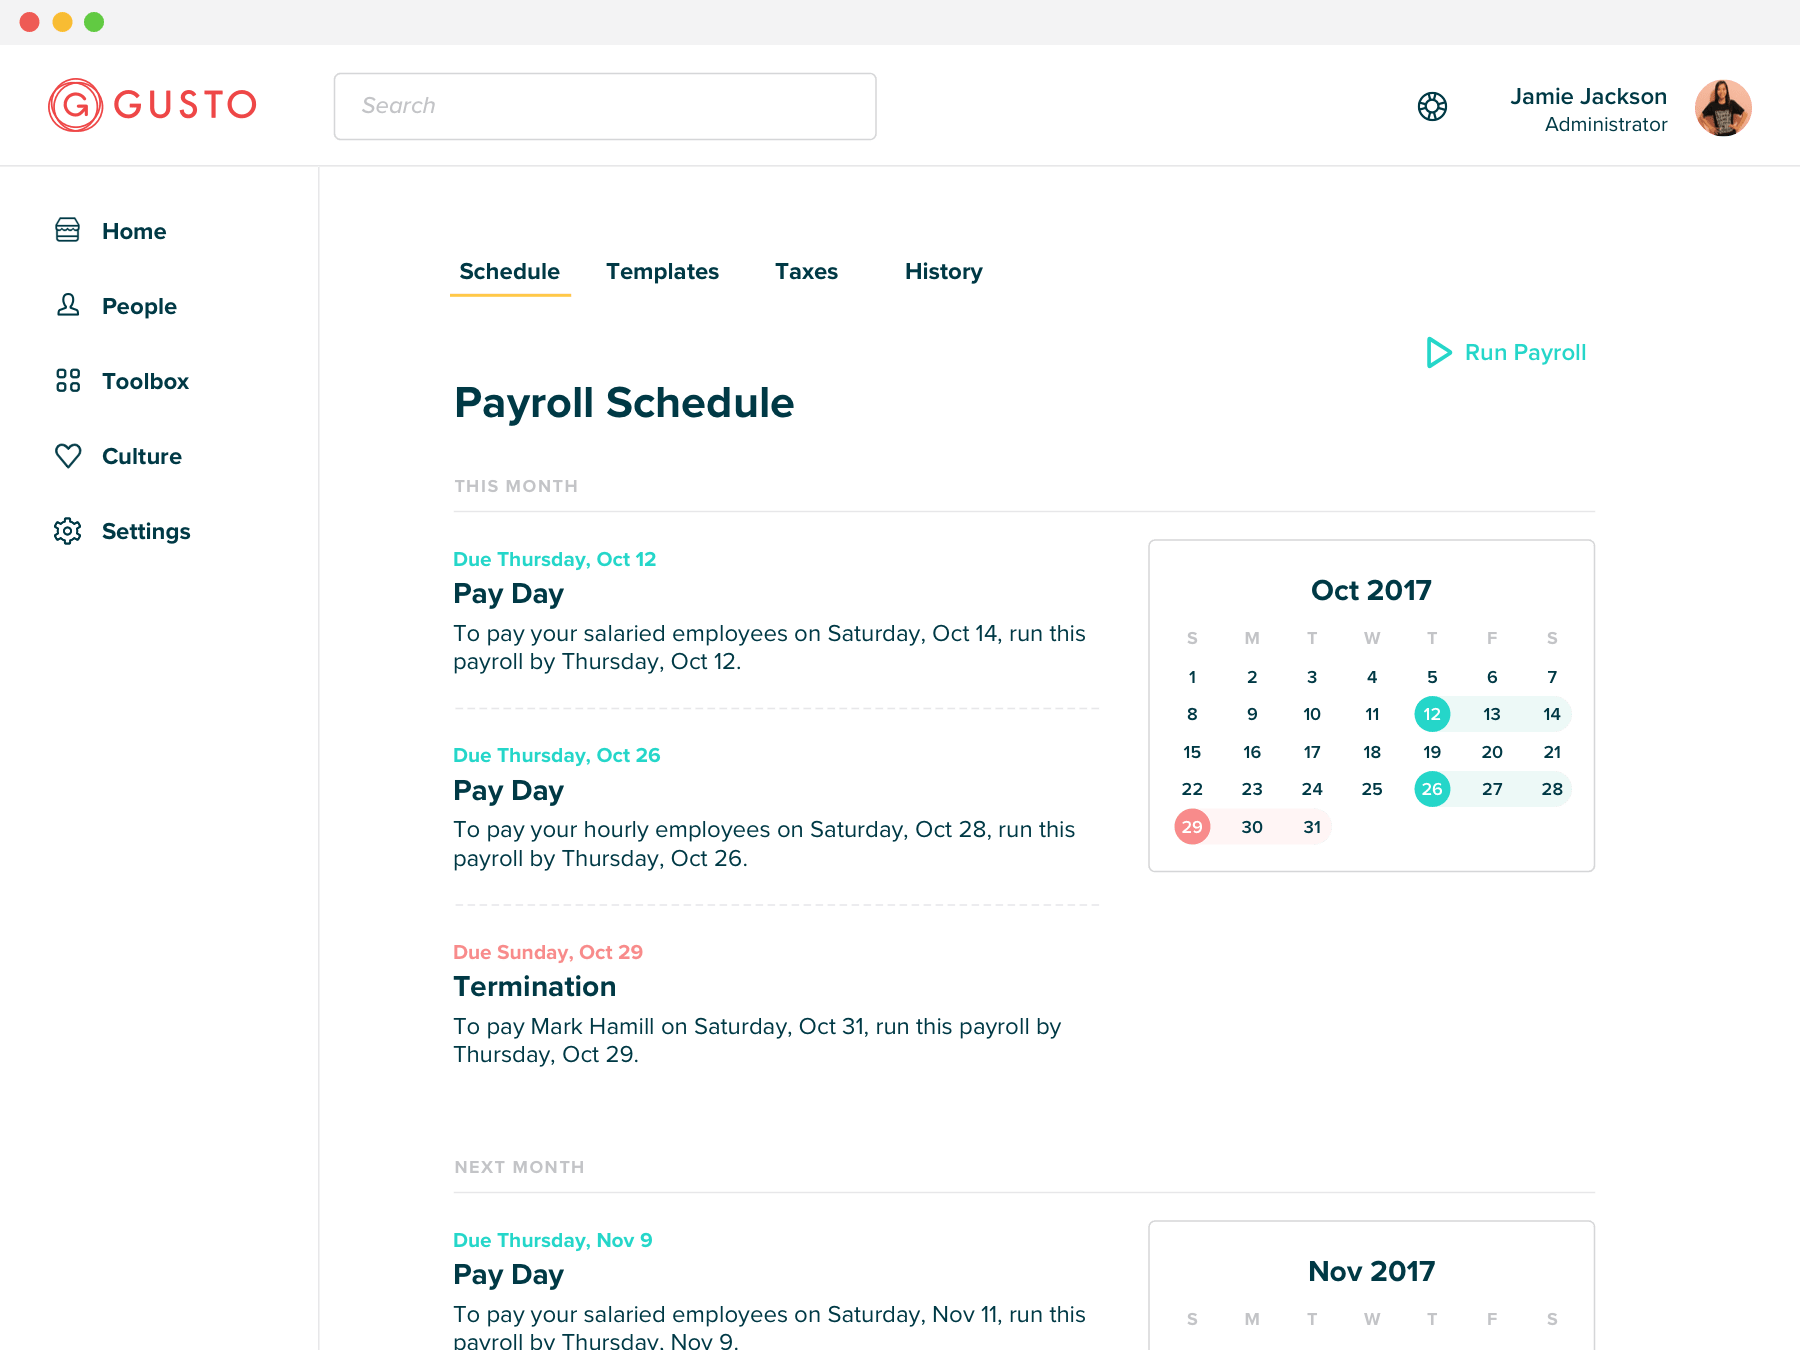 GUSTO
Search
Jamie Jackson
Administrator
Home
People
Toolbox
Culture
Settings
Schedule Templates Taxes History
Run Payroll
Payroll Schedule
THIS MONTH
Due Thursday, Oct 12
Pay Day
To pay your salaried employees on Saturday, Oct 14, run this
payroll by Thursday, Oct 12.
Due Thursday, Oct 26
Pay Day
To pay your hourly employees on Saturday, Oct 28, run this
payroll by Thursday, Oct 26.
Due Sunday, Oct 29
Termination
To pay Mark Hamill on Saturday, Oct 31, run this payroll by
Thursday, Oct 29.
Oct 2017
S M T W T F S
1 2 3 4 5 6 7
8 9 10 11 12 13 14
15 16 17 18 19 20 21
22 23 24 25 26 27 28
29 30 31
NEXT MONTH
Due Thursday, Nov 9
Pay Day
To pay your salaried employees on Saturday, Nov 11, run this
payroll by Thursday, Nov 9.
Nov 2017
S M T W T F S